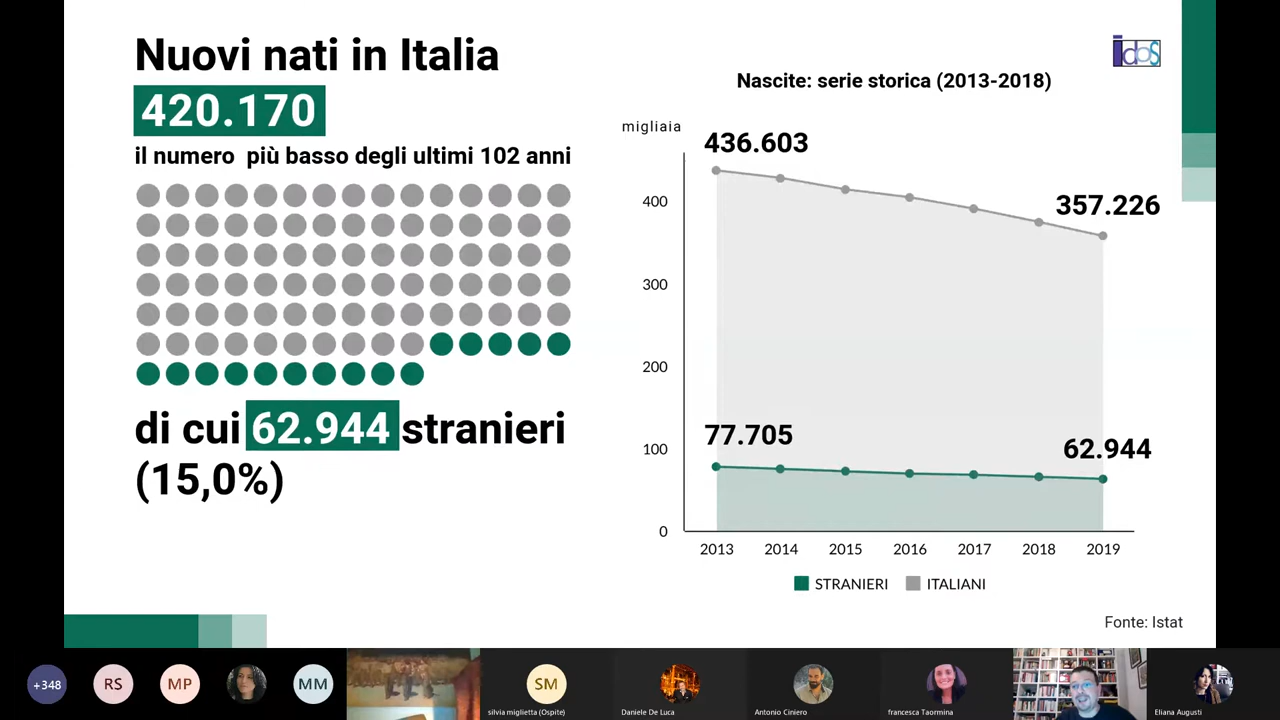 Nuovi nati in Italia
420.170
il numero più basso degli ultimi 102 anni
di cui 62.944 stranieri
(15,0%)
idos
Nascite: serie storica (2013-2018)
migliaia
436.603
357.226
400
300
200
100
0
77.705
62.944
2013 2014 2015 2016 2017 2018 2019
STRANIERI ITALIANI
Fonte: Istat
+348 RS MP MM SM
silvia miglietta (Ospite) Daniele De Luca Antonio Ciniero francesca Taormina Eliana Augusti